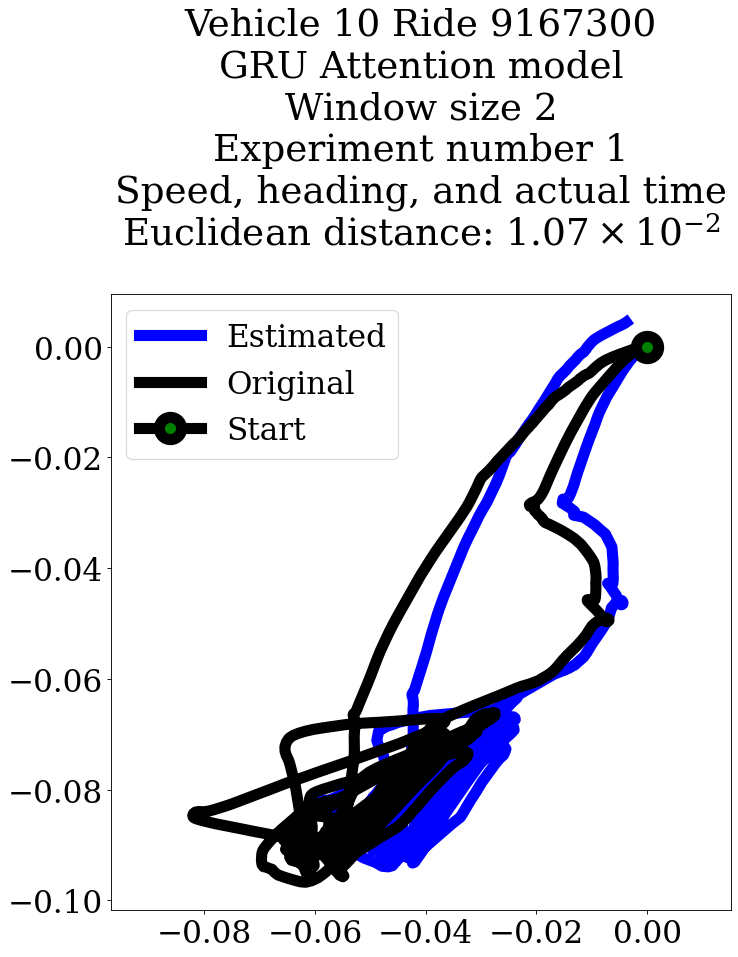 Vehicle 10 Ride 9167300
GRU Attention model
Window size 2
Experiment number 1
Speed, heading, and actual time
Euclidean distance: 1.07 × 10⁻²
Estimated
Original
Start
0.00
−0.02
−0.04
−0.06
−0.08
−0.10
−0.08 −0.06 −0.04 −0.02 0.00